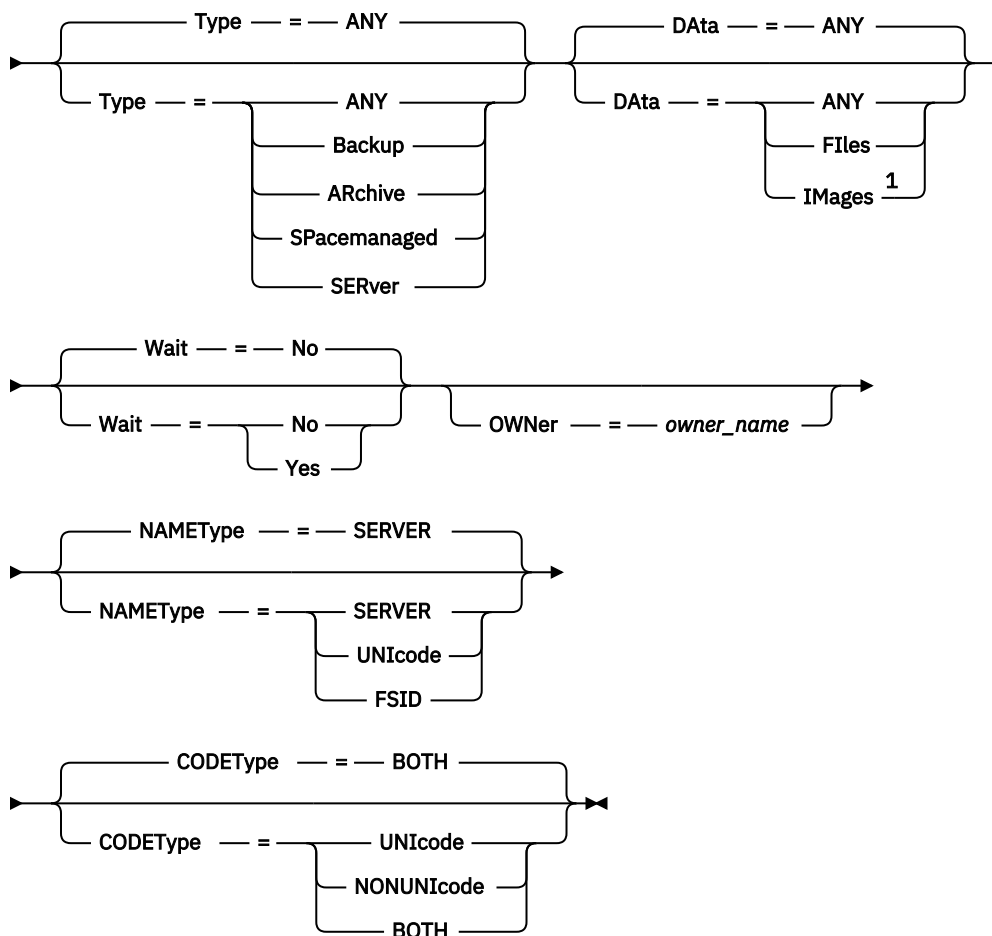 Type = ANY DAta = ANY
Type = ANY DAta = ANY
Backup FIles
ARchive IMages 1
SPacemanaged
SERver
Wait = No
Wait = No OWNer = owner_name
Yes
NAMEType = SERVER
NAMEType = SERVER
UNIcode
FSID
CODEType = BOTH
CODEType = UNIcode
NONUNIcode
BOTH